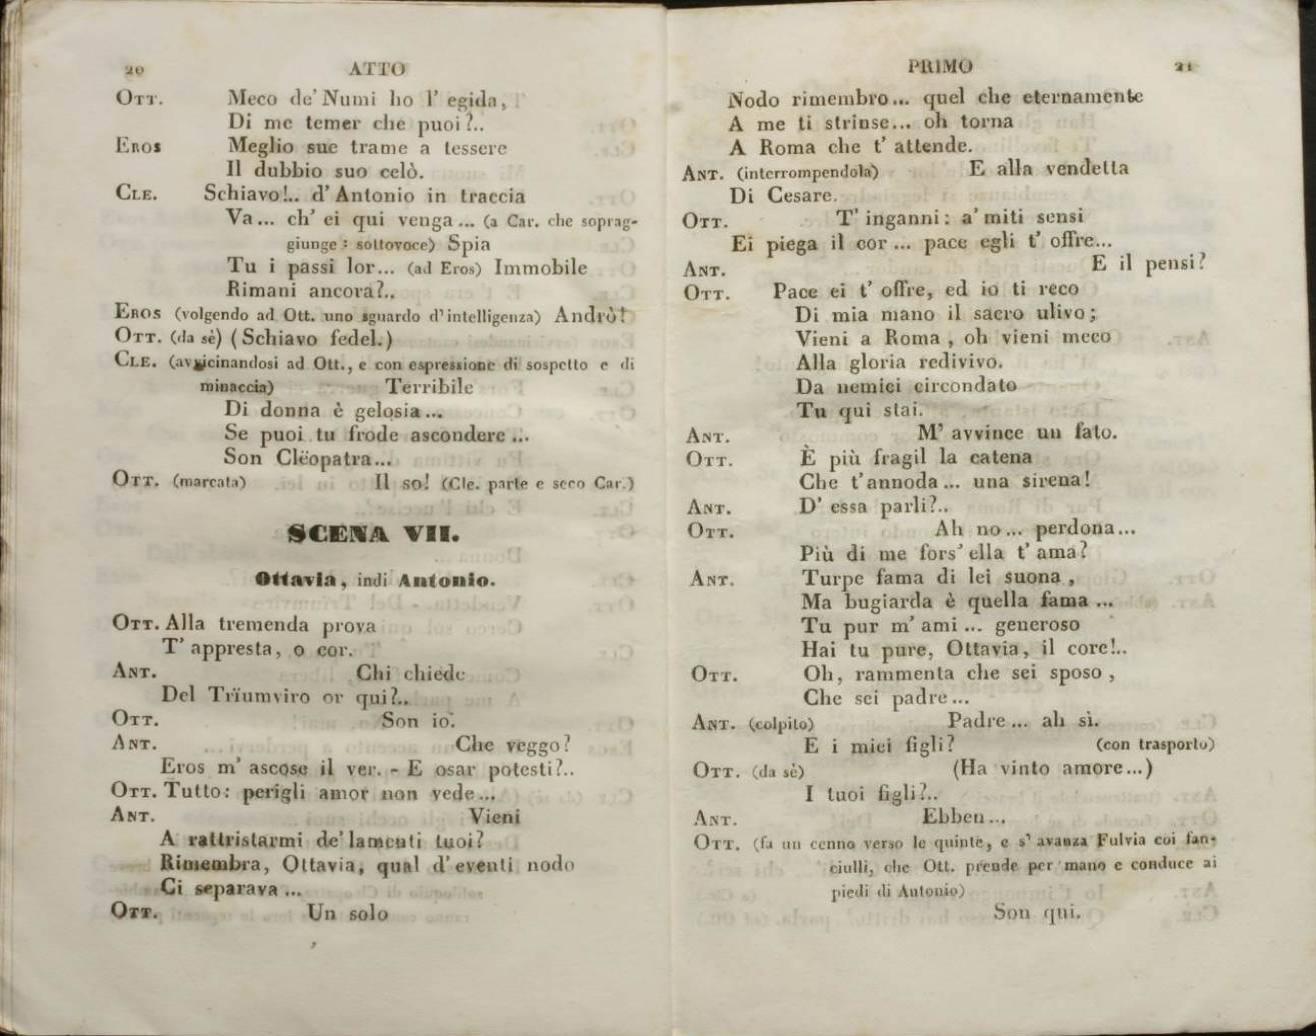 20 ATTO
OTT. Meco de' Numi ho l' egida,
Di me temer che puoi?..
EROS Meglio sue trame a tessere
Il dubbio suo celò.
CLE. Schiavo!.. d' Antonio in traccia
Va... ch' ei qui venga... (a Car. che soprag-
giunge: sottovoce) Spia
Tu i passi lor... (ad Eros) Immobile
Rimani ancora?..
EROS (volgendo ad Ott. uno sguardo d'intelligenza) Andrò!
OTT. (da sè) (Schiavo fedel.)
CLE. (avvicinandosi ad Ott., e con espressione di sospetto e di
minaccia) Terribile
Di donna è gelosia...
Se puoi tu frode ascondere...
Son Clëopatra...
OTT. (marcata) Il so! (Cle. parte e seco Car.)
SCENA VII.
Ottavia, indi Antonio.
OTT. Alla tremenda prova
T' appresta, o cor.
ANT. Chi chiede
Del Trïumviro or qui?..
OTT. Son io.
ANT. Che veggo?
Eros m' ascose il ver. - E osar potesti?..
OTT. Tutto: perigli amor non vede...
ANT. Vieni
A rattristarmi de' lamenti tuoi?
Rimembra, Ottavia, qual d' eventi nodo
Ci separava...
OTT. Un solo
PRIMO 21
Nodo rimembro... quel che eternamente
A me ti strinse... oh torna
A Roma che t' attende.
ANT. (interrompendola) E alla vendetta
Di Cesare.
OTT. T' inganni: a' miti sensi
Ei piega il cor... pace egli t' offre...
ANT. E il pensi?
OTT. Pace ei t' offre, ed io ti reco
Di mia mano il sacro ulivo;
Vieni a Roma, oh vieni meco
Alla gloria redivivo.
Da nemici circondato
Tu qui stai.
ANT. M' avvince un fato.
OTT. È più fragil la catena
Che t' annoda... una sirena!
ANT. D' essa parli?..
OTT. Ah no... perdona...
Più di me fors' ella t' ama?
ANT. Turpe fama di lei suona,
Ma bugiarda è quella fama...
Tu pur m' ami... generoso
Hai tu pure, Ottavia, il core!..
OTT. Oh, rammenta che sei sposo,
Che sei padre...
ANT. (colpito) Padre... ah sì.
E i miei figli? (con trasporto)
OTT. (da sè) (Ha vinto amore...)
I tuoi figli?..
ANT. Ebben...
OTT. (fa un cenno verso le quinte, e s' avanza Fulvia coi fan-
ciulli, che Ott. prende per mano e conduce ai
piedi di Antonio)
Son qui.